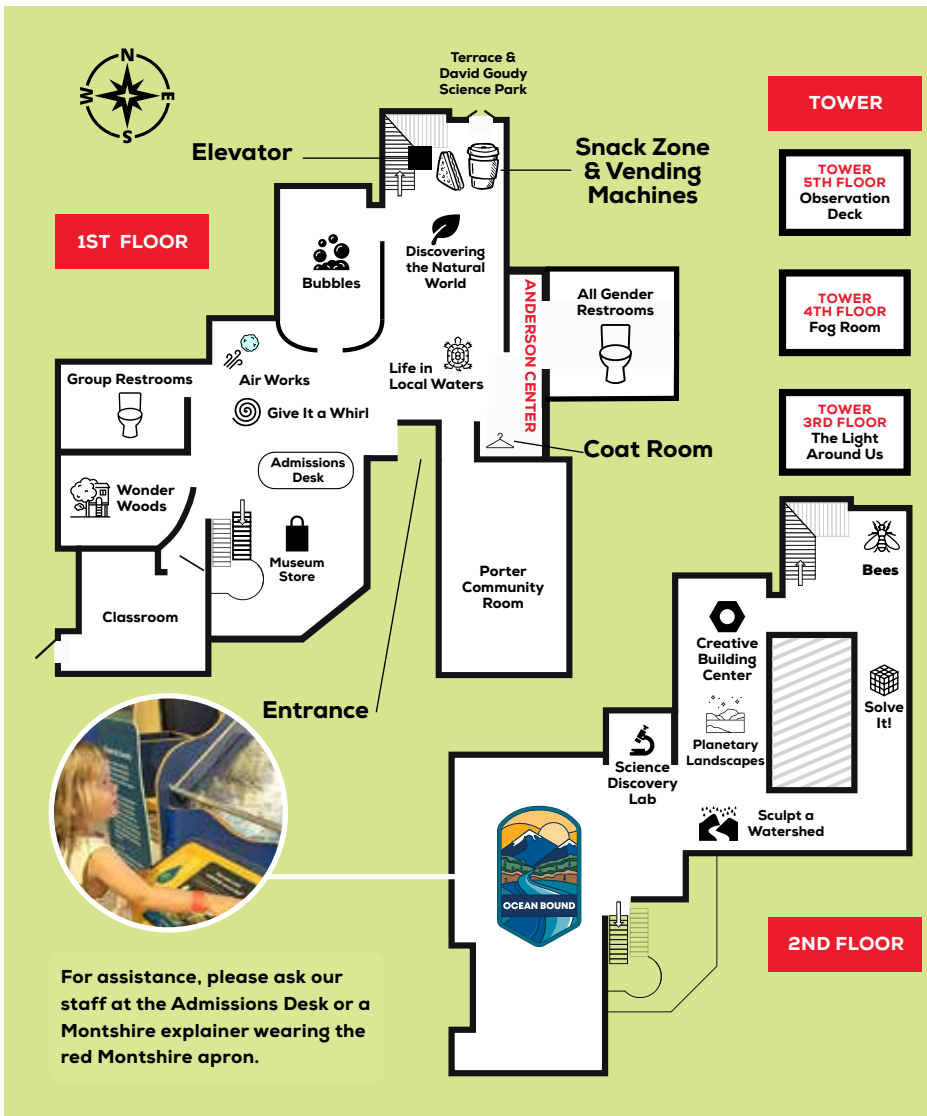 N
W
E
S
Terrace &
David Goudy
Science Park
TOWER
Elevator
Snack Zone
& Vending
Machines
TOWER
5TH FLOOR
Observation
Deck
1ST FLOOR
Bubbles
Discovering
the Natural
World
ANDERSON CENTER
All Gender
Restrooms
TOWER
4TH FLOOR
Fog Room
Group Restrooms
Air Works
Life in
Local Waters
Give It a Whirl
TOWER
3RD FLOOR
The Light
Around Us
Coat Room
Admissions
Desk
Wonder
Woods
Museum
Store
Classroom
Porter
Community
Room
Entrance
Bees
Creative
Building
Center
Solve
It!
Planetary
Landscapes
Science
Discovery
Lab
Sculpt a
Watershed
OCEAN BOUND
2ND FLOOR
For assistance, please ask our
staff at the Admissions Desk or a
Montshire explainer wearing the
red Montshire apron.